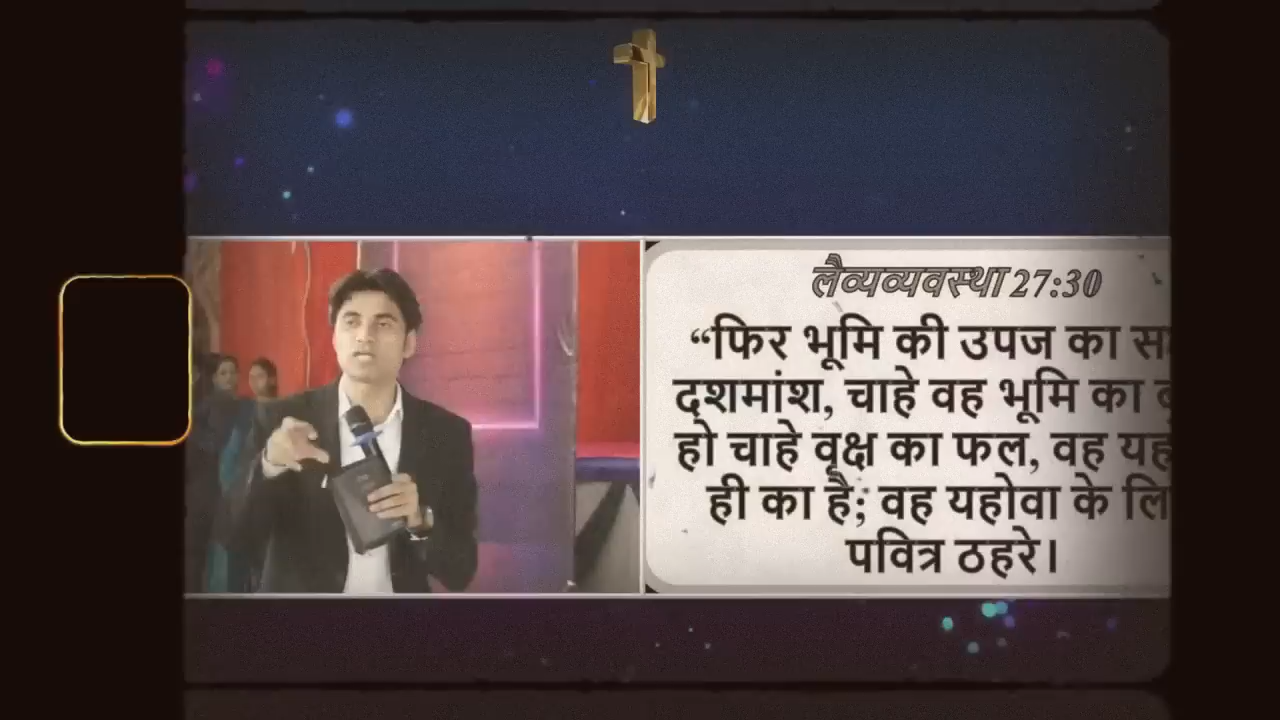 लैव्यव्यवस्था 27:30
“फिर भूमि की उपज का
दशमांश, चाहे वह भूमि का
हो चाहे वृक्ष का फल, वह
ही का है; वह यहोवा के
पवित्र ठहरे।